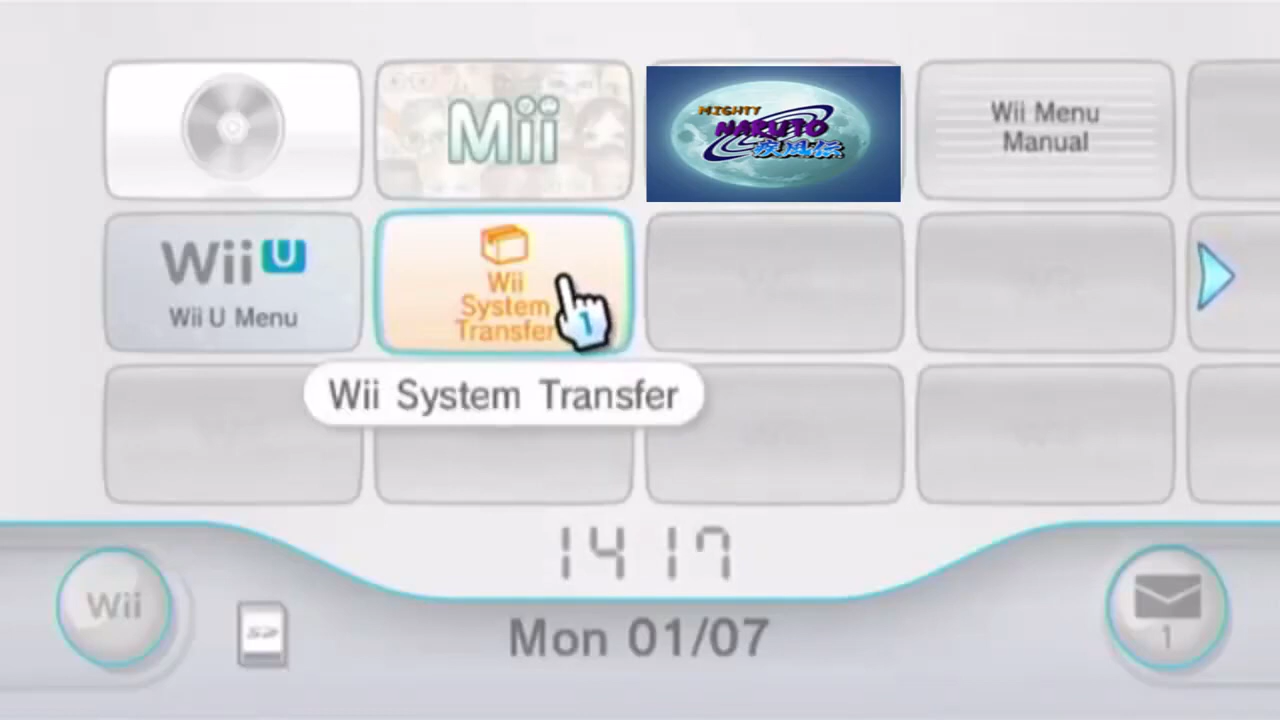 Mii
MIGHTY
NARUTO
疾風伝
Wii Menu
Manual
Wii U
Wii U Menu
Wii
System
Transfer
1
Wii System Transfer
14 17
Wii
SD
Mon 01/07
1